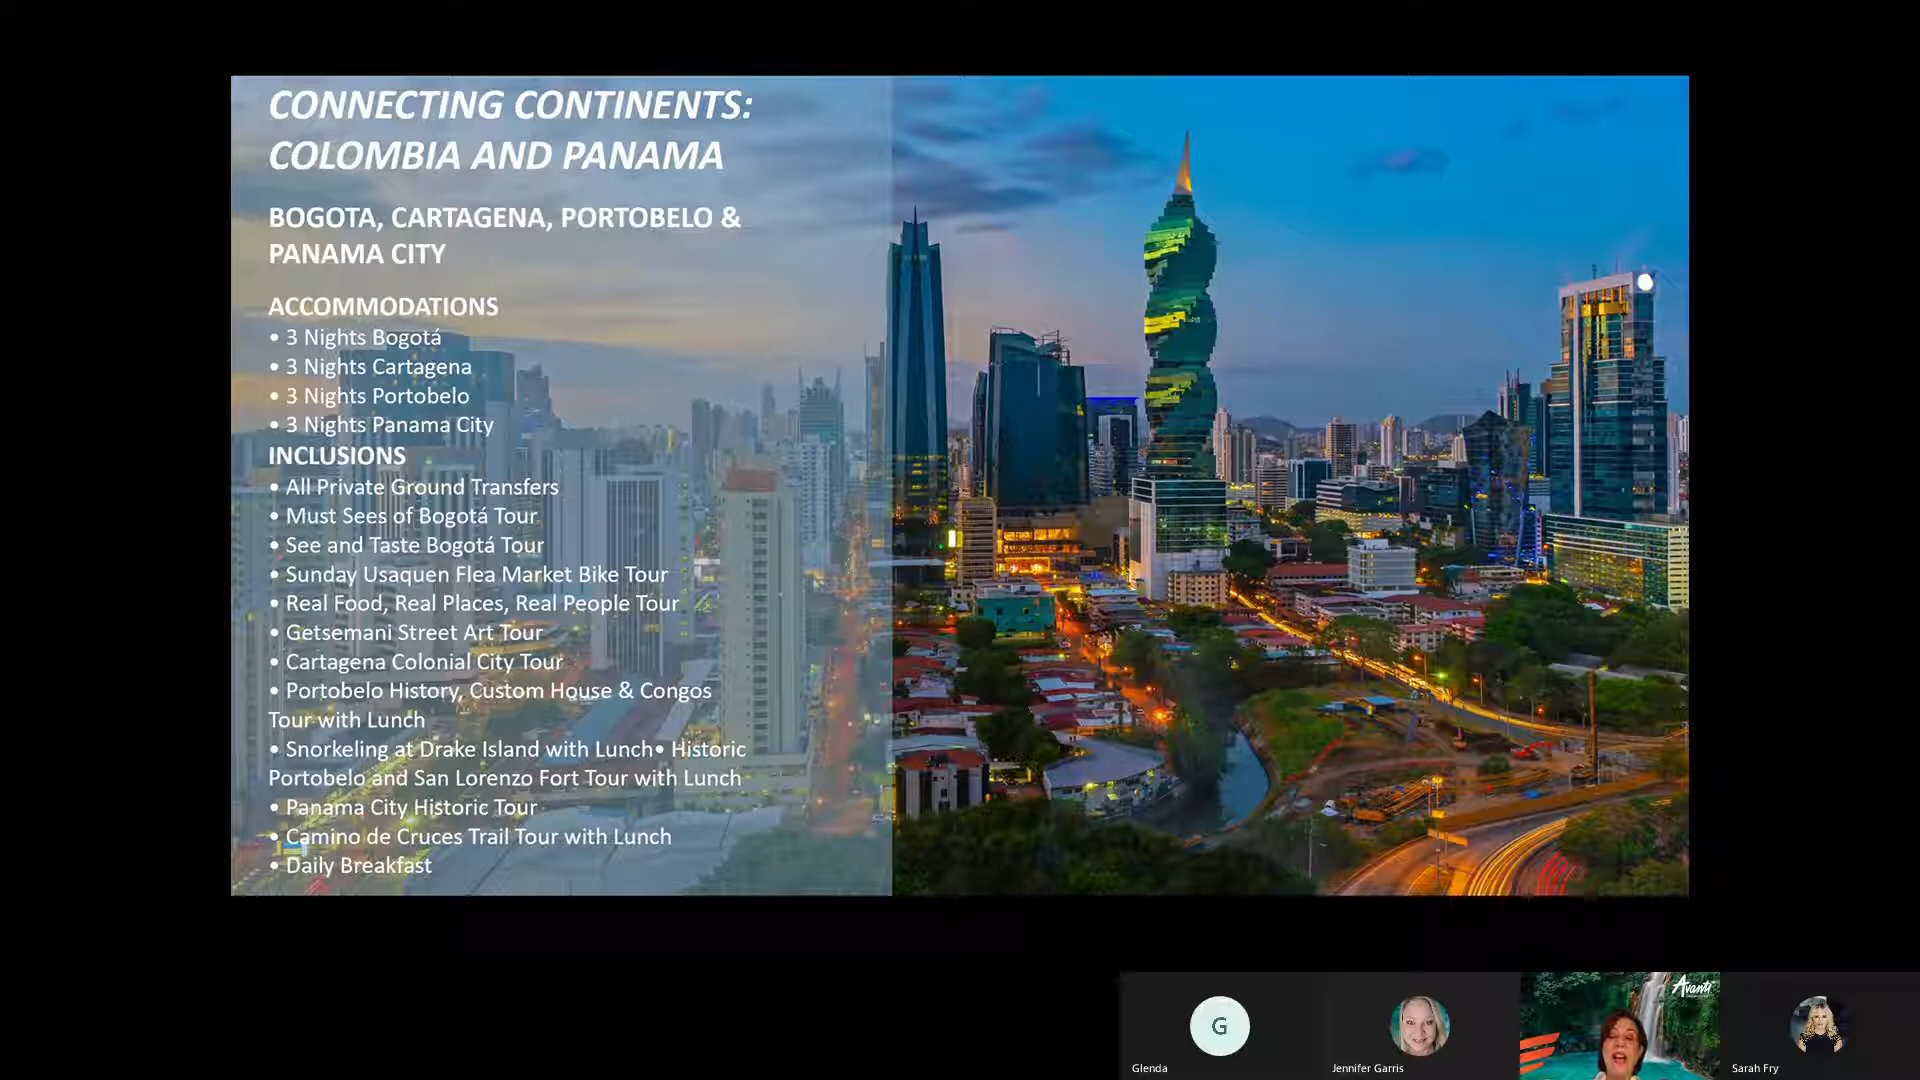 CONNECTING CONTINENTS:
COLOMBIA AND PANAMA
BOGOTA, CARTAGENA, PORTOBELO &
PANAMA CITY
ACCOMMODATIONS
• 3 Nights Bogotá
• 3 Nights Cartagena
• 3 Nights Portobelo
• 3 Nights Panama City
INCLUSIONS
• All Private Ground Transfers
• Must Sees of Bogotá Tour
• See and Taste Bogotá Tour
• Sunday Usaquen Flea Market Bike Tour
• Real Food, Real Places, Real People Tour
• Getsemani Street Art Tour
• Cartagena Colonial City Tour
• Portobelo History, Custom House & Congos
Tour with Lunch
• Snorkeling at Drake Island with Lunch• Historic
Portobelo and San Lorenzo Fort Tour with Lunch
• Panama City Historic Tour
• Camino de Cruces Trail Tour with Lunch
• Daily Breakfast
Avanti
G
Glenda
Jennifer Garris
Sarah Fry